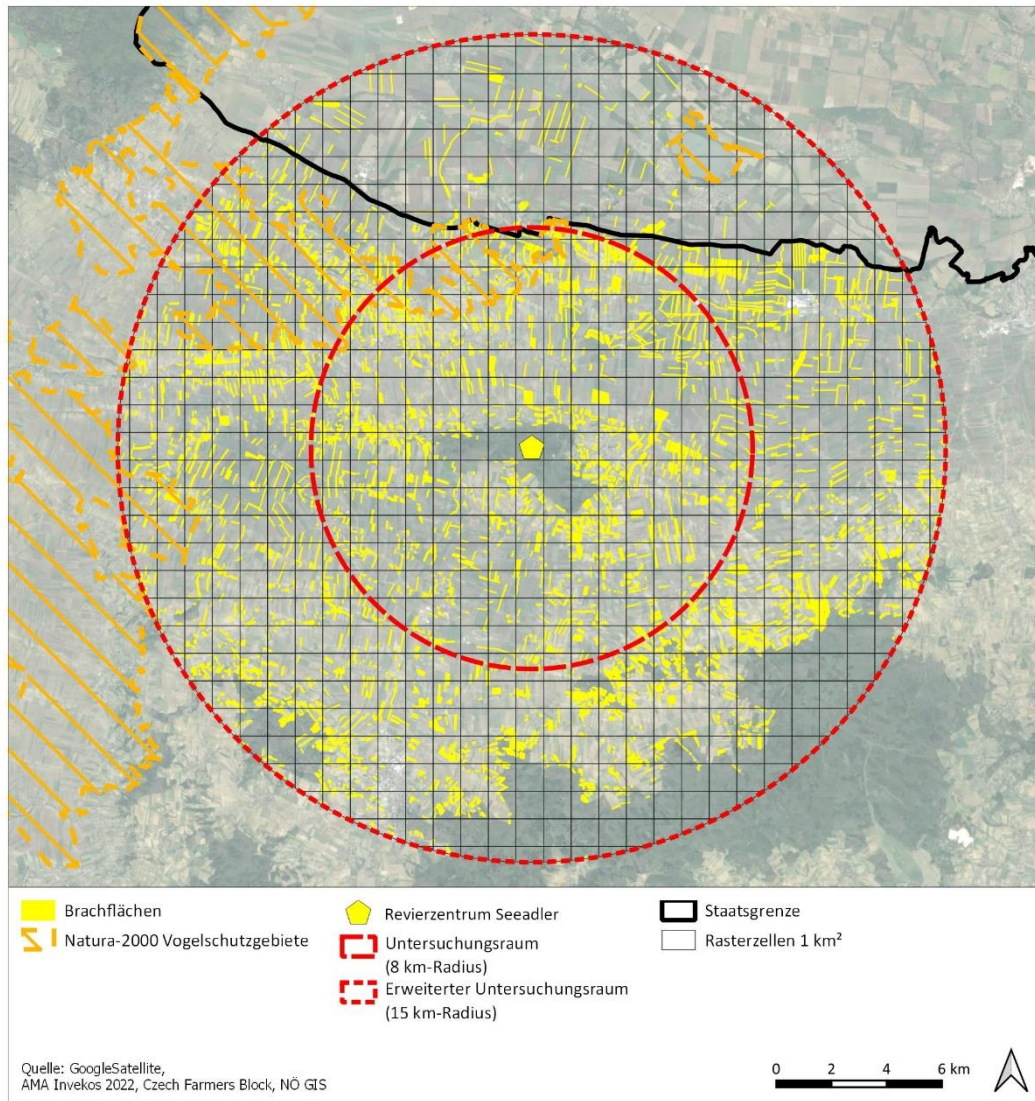 Brachflächen
Natura-2000 Vogelschutzgebiete
Revierzentrum Seeadler
Untersuchungsraum
(8 km-Radius)
Erweiterter Untersuchungsraum
(15 km-Radius)
Staatsgrenze
Rasterzellen 1 km²
Quelle: GoogleSatellite,
AMA Invekos 2022, Czech Farmers Block, NÖ GIS
0 2 4 6 km